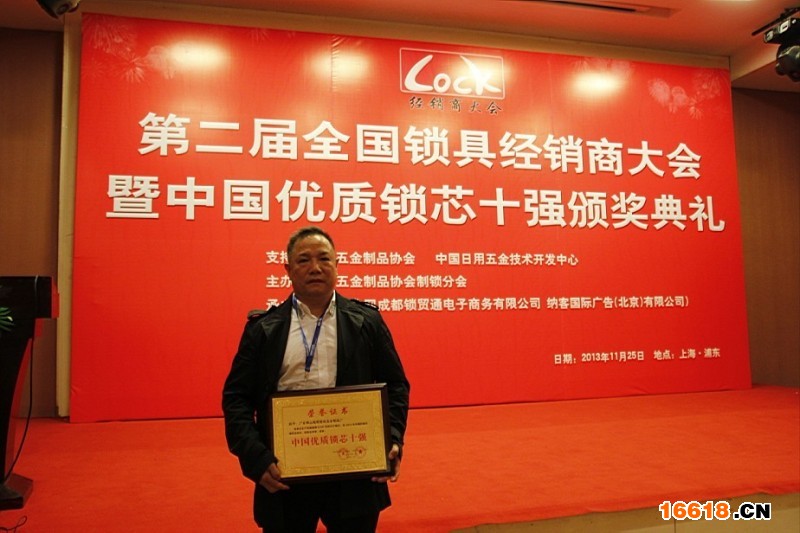 Lock
经销商大会
第二届全国锁具经销商大会
暨中国优质锁芯十强颁奖典礼
支持 五金制品协会 中国日用五金技术开发中心
主办 五金制品协会制锁分会
成都锁贸通电子商务有限公司 纳客国际广告(北京)有限公司)
日期：2013年11月25日 地点：上海·浦东
荣誉证书
中国优质锁芯十强
16618.CN